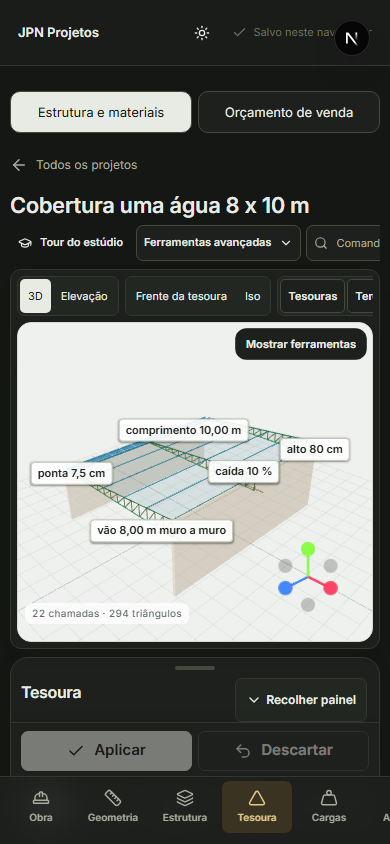 JPN Projetos
Salvo neste nav
N
Estrutura e materiais
Orçamento de venda
Todos os projetos
Cobertura uma água 8 x 10 m
Tour do estúdio
Ferramentas avançadas
Comand
3D
Elevação
Frente da tesoura
Iso
Tesouras
Ter
Mostrar ferramentas
comprimento 10,00 m
alto 80 cm
ponta 7,5 cm
caída 10 %
vão 8,00 m muro a muro
22 chamadas · 294 triângulos
Tesoura
Recolher painel
Aplicar
Descartar
Obra
Geometria
Estrutura
Tesoura
Cargas
A